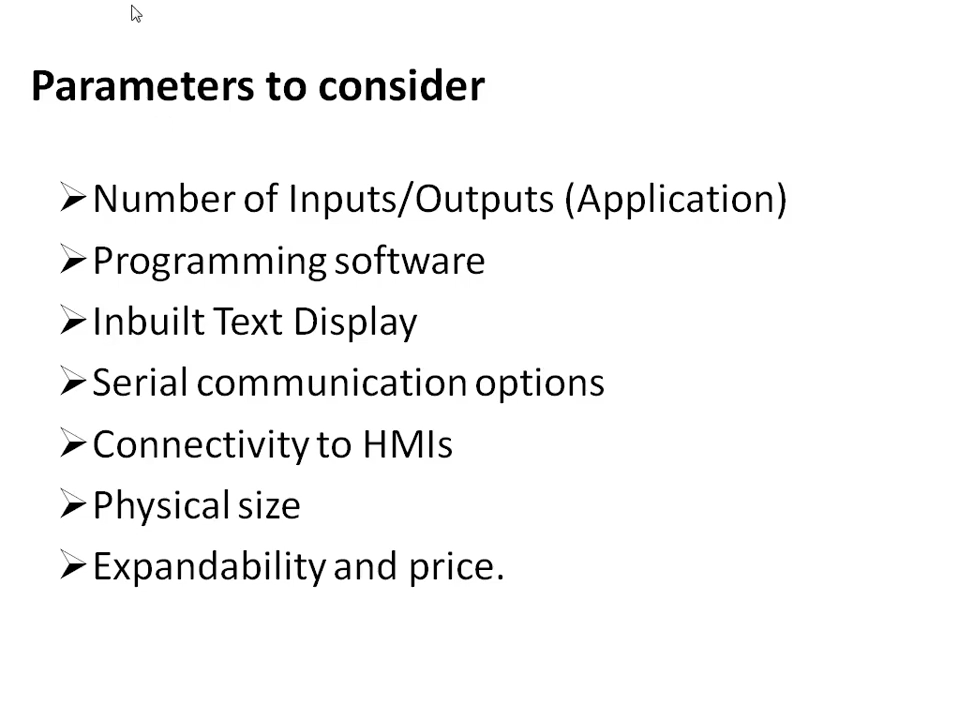 Parameters to consider
Number of Inputs/Outputs (Application)
Programming software
Inbuilt Text Display
Serial communication options
Connectivity to HMIs
Physical size
Expandability and price.